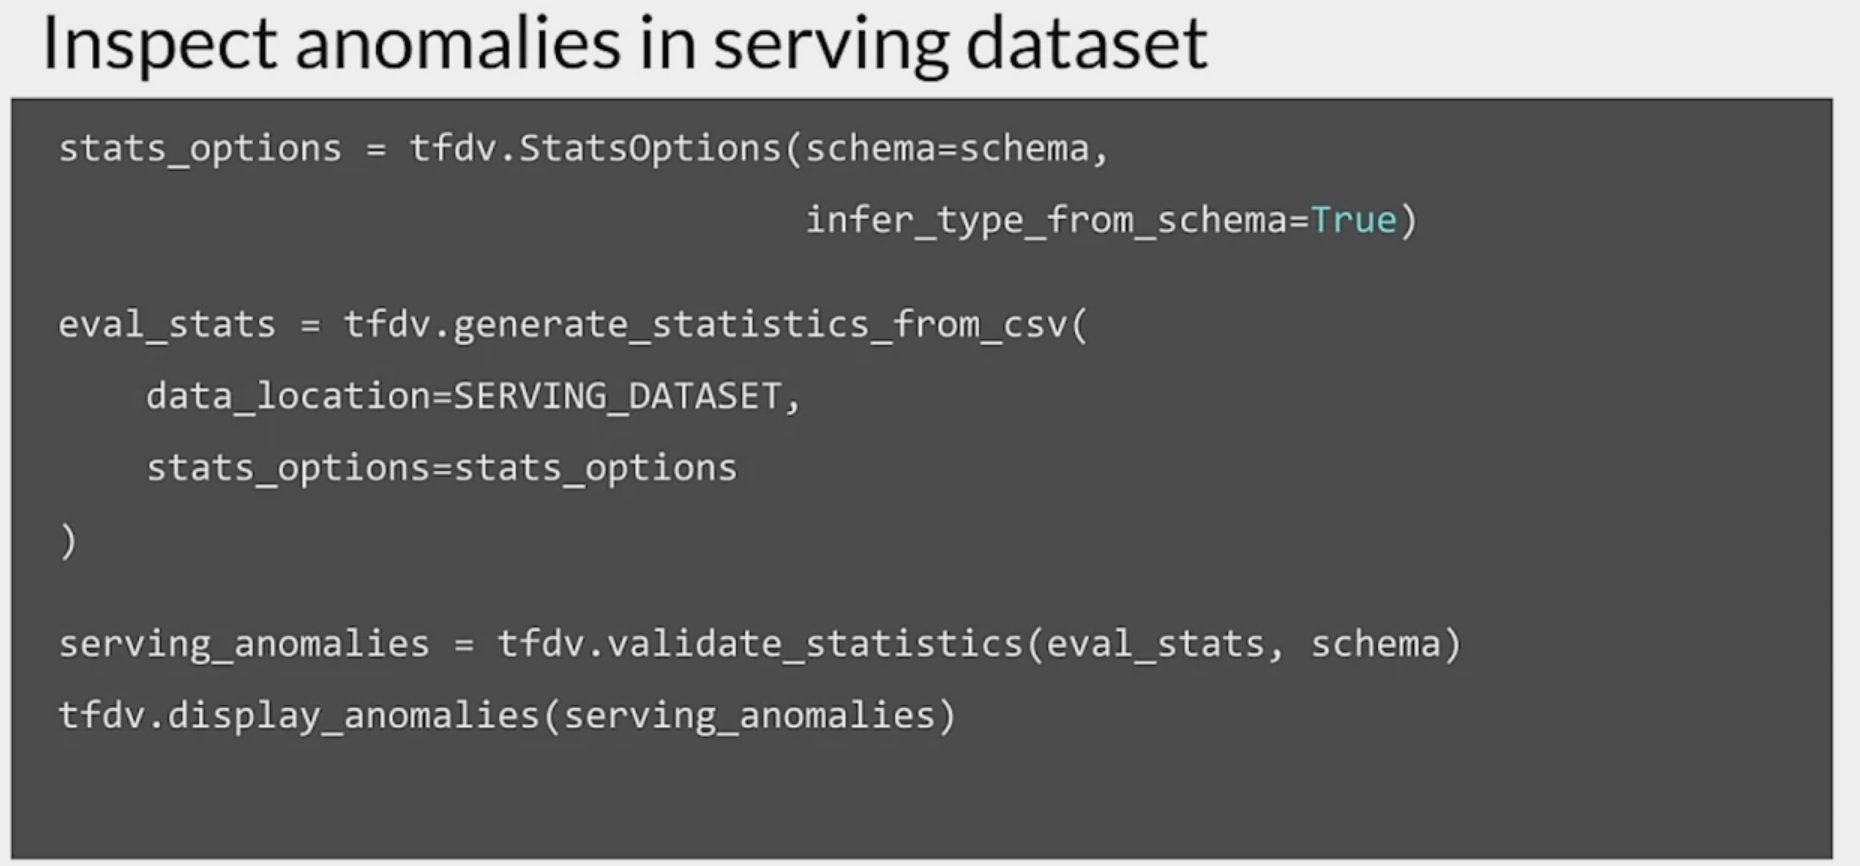 Inspect anomalies in serving dataset
stats_options = tfdv.StatsOptions(schema=schema,
infer_type_from_schema=True)
eval_stats = tfdv.generate_statistics_from_csv(
data_location=SERVING_DATASET,
stats_options=stats_options
)
serving_anomalies = tfdv.validate_statistics(eval_stats, schema)
tfdv.display_anomalies(serving_anomalies)